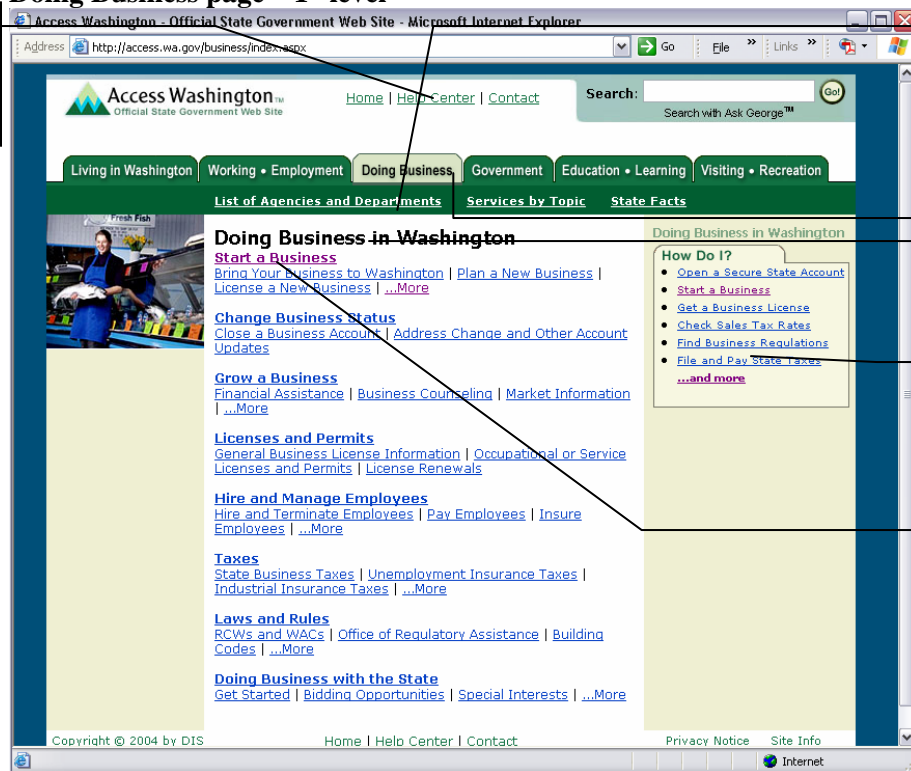 Doing Business page - 1st level
Access Washington - Official State Government Web Site - Microsoft Internet Explorer
Address http://access.wa.gov/business/index.aspx Go File » Links »
Access Washington TM
Official State Government Web Site
Home | Help Center | Contact
Search: Go!
Search with Ask George™
Living in Washington Working • Employment Doing Business Government Education • Learning Visiting • Recreation
List of Agencies and Departments Services by Topic State Facts
Fresh Fish
Doing Business in Washington
Start a Business
Bring Your Business to Washington | Plan a New Business |
License a New Business | ...More
Change Business Status
Close a Business Account | Address Change and Other Account
Updates
Grow a Business
Financial Assistance | Business Counseling | Market Information
| ...More
Licenses and Permits
General Business License Information | Occupational or Service
Licenses and Permits | License Renewals
Hire and Manage Employees
Hire and Terminate Employees | Pay Employees | Insure
Employees | ...More
Taxes
State Business Taxes | Unemployment Insurance Taxes |
Industrial Insurance Taxes | ...More
Laws and Rules
RCWs and WACs | Office of Regulatory Assistance | Building
Codes | ...More
Doing Business with the State
Get Started | Bidding Opportunities | Special Interests | ...More
Doing Business in Washington
How Do I?
• Open a Secure State Account
• Start a Business
• Get a Business License
• Check Sales Tax Rates
• Find Business Regulations
• File and Pay State Taxes
...and more
Copyright © 2004 by DIS Home | Help Center | Contact Privacy Notice Site Info
Internet